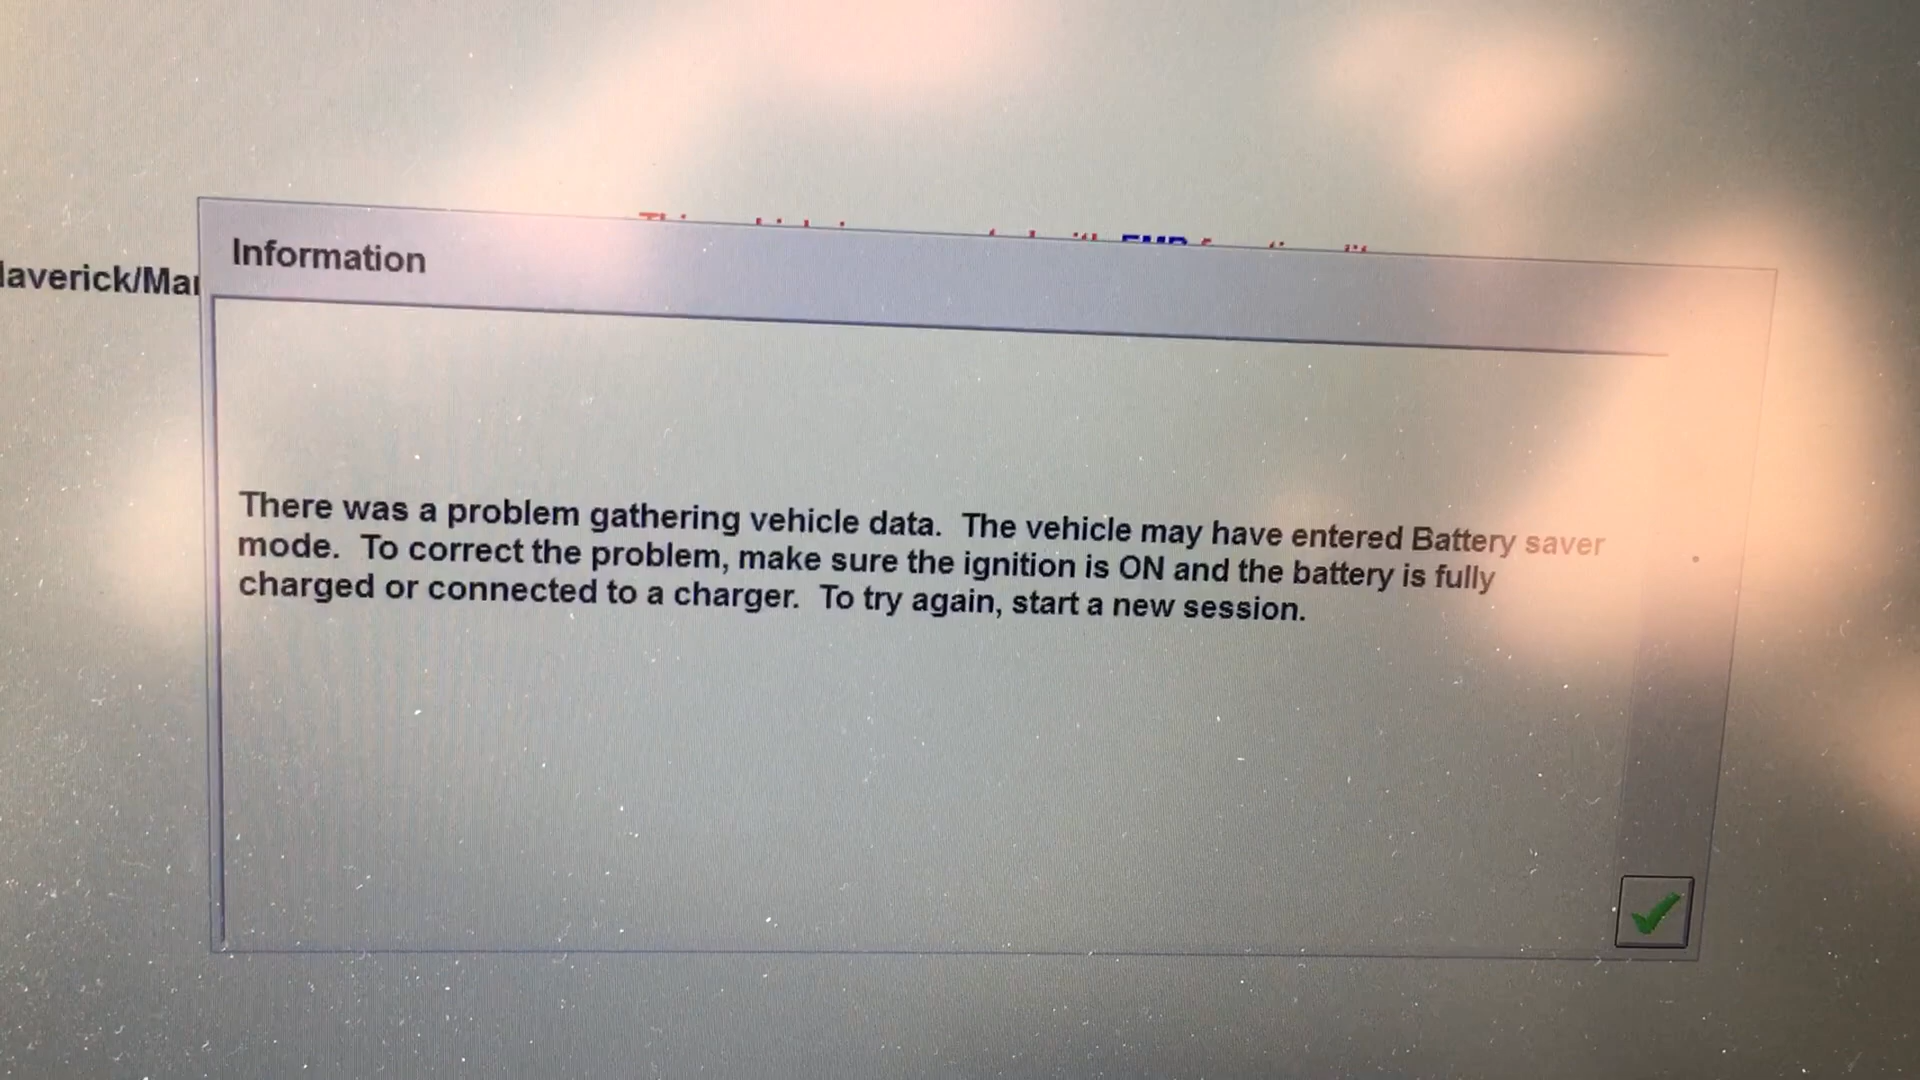 Information
There was a problem gathering vehicle data.  The vehicle may have entered Battery saver
mode.  To correct the problem, make sure the ignition is ON and the battery is fully
charged or connected to a charger.  To try again, start a new session.